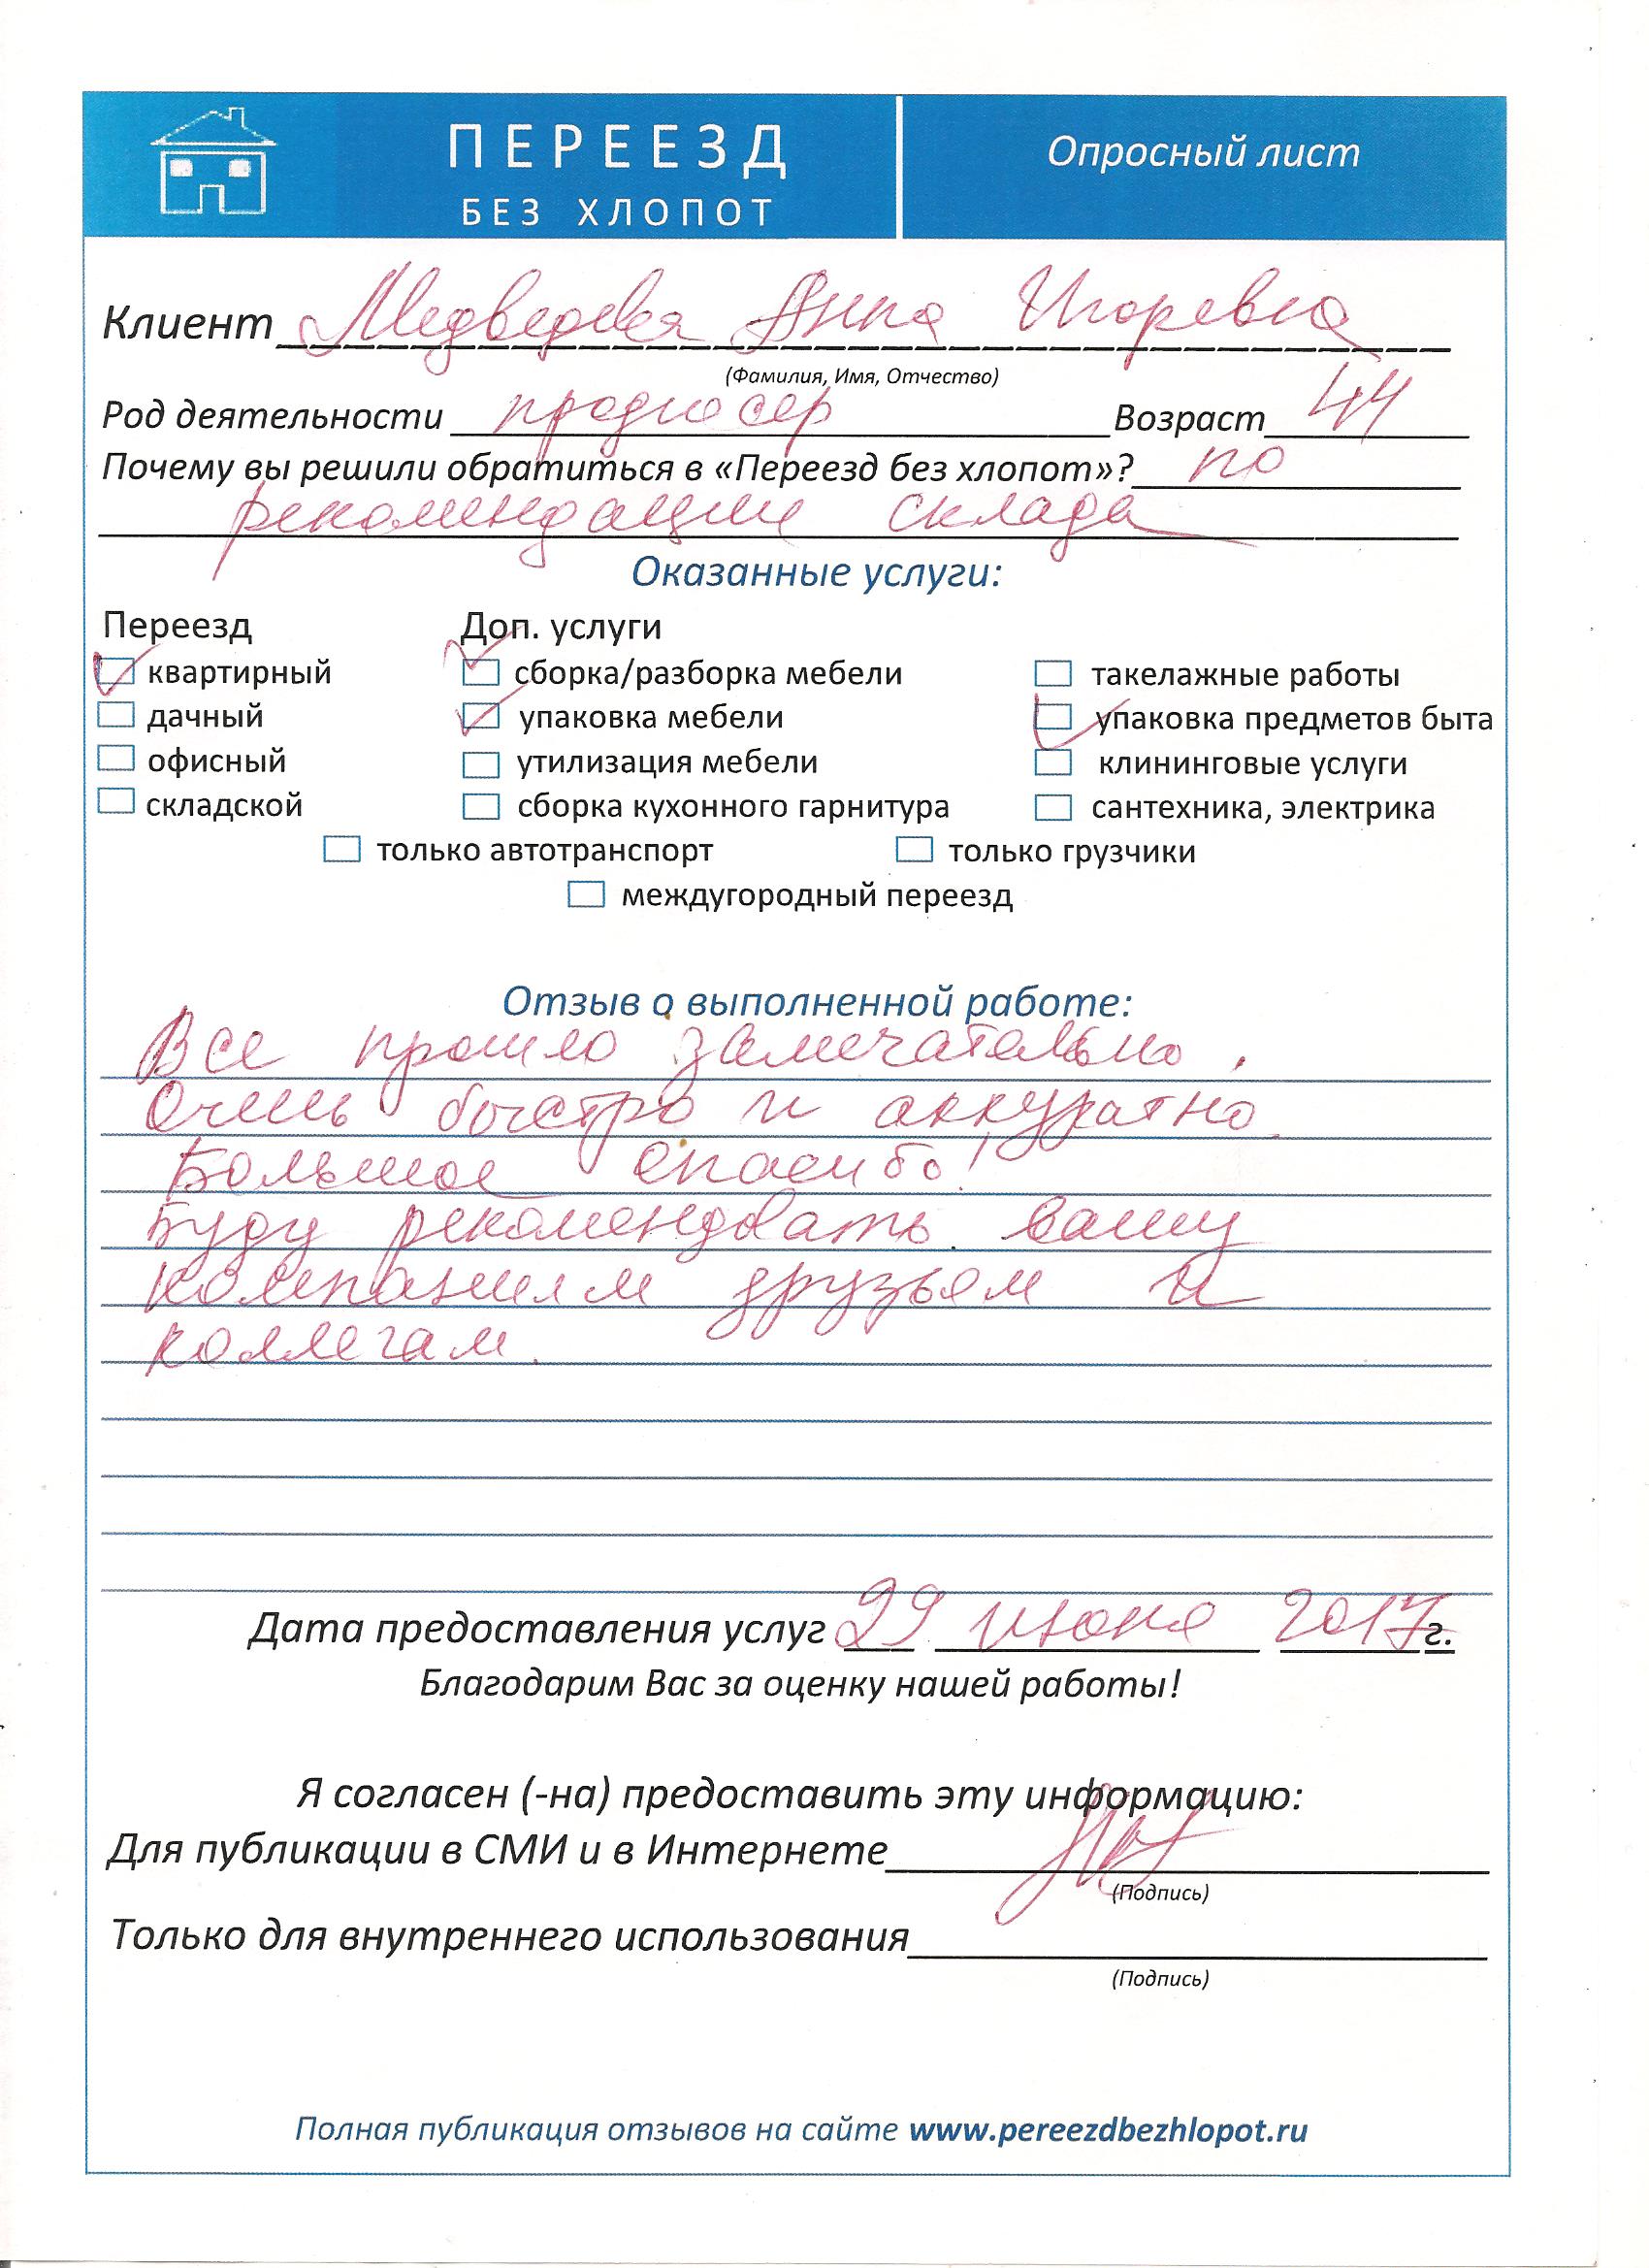 ПЕРЕЕЗД
БЕЗ ХЛОПОТ
Опросный лист
Клиент Медведева Анна Игоревна
(Фамилия, Имя, Отчество)
Род деятельности продюсер Возраст 44
Почему вы решили обратиться в «Переезд без хлопот»? по
рекомендации склада
Оказанные услуги:
Переезд Доп. услуги
квартирный сборка/разборка мебели такелажные работы
дачный упаковка мебели упаковка предметов быта
офисный утилизация мебели клининговые услуги
складской сборка кухонного гарнитура сантехника, электрика
только автотранспорт только грузчики
междугородный переезд
Отзыв о выполненной работе:
Все прошло замечательно.
Очень быстро и аккуратно.
Большое спасибо!
Буду рекомендовать вашу
компаниям друзьям и
коллегам.
Дата предоставления услуг 29 июня 2017 г.
Благодарим Вас за оценку нашей работы!
Я согласен (-на) предоставить эту информацию:
Для публикации в СМИ и в Интернете
(Подпись)
Только для внутреннего использования
(Подпись)
Полная публикация отзывов на сайте www.pereezdbezhlopot.ru